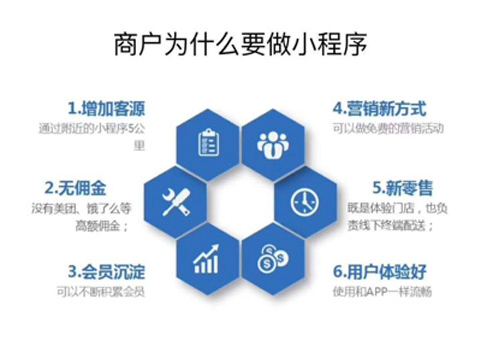 商户为什么要做小程序
1.增加客源
通过附近的小程序5公
里
2.无佣金
没有美团、饿了么等
高额佣金；
3.会员沉淀
可以不断积累会员
4.营销新方式
可以做免费的营销活动
5.新零售
既是体验门店，也负
责线下终端配送；
6.用户体验好
使用和APP一样流畅